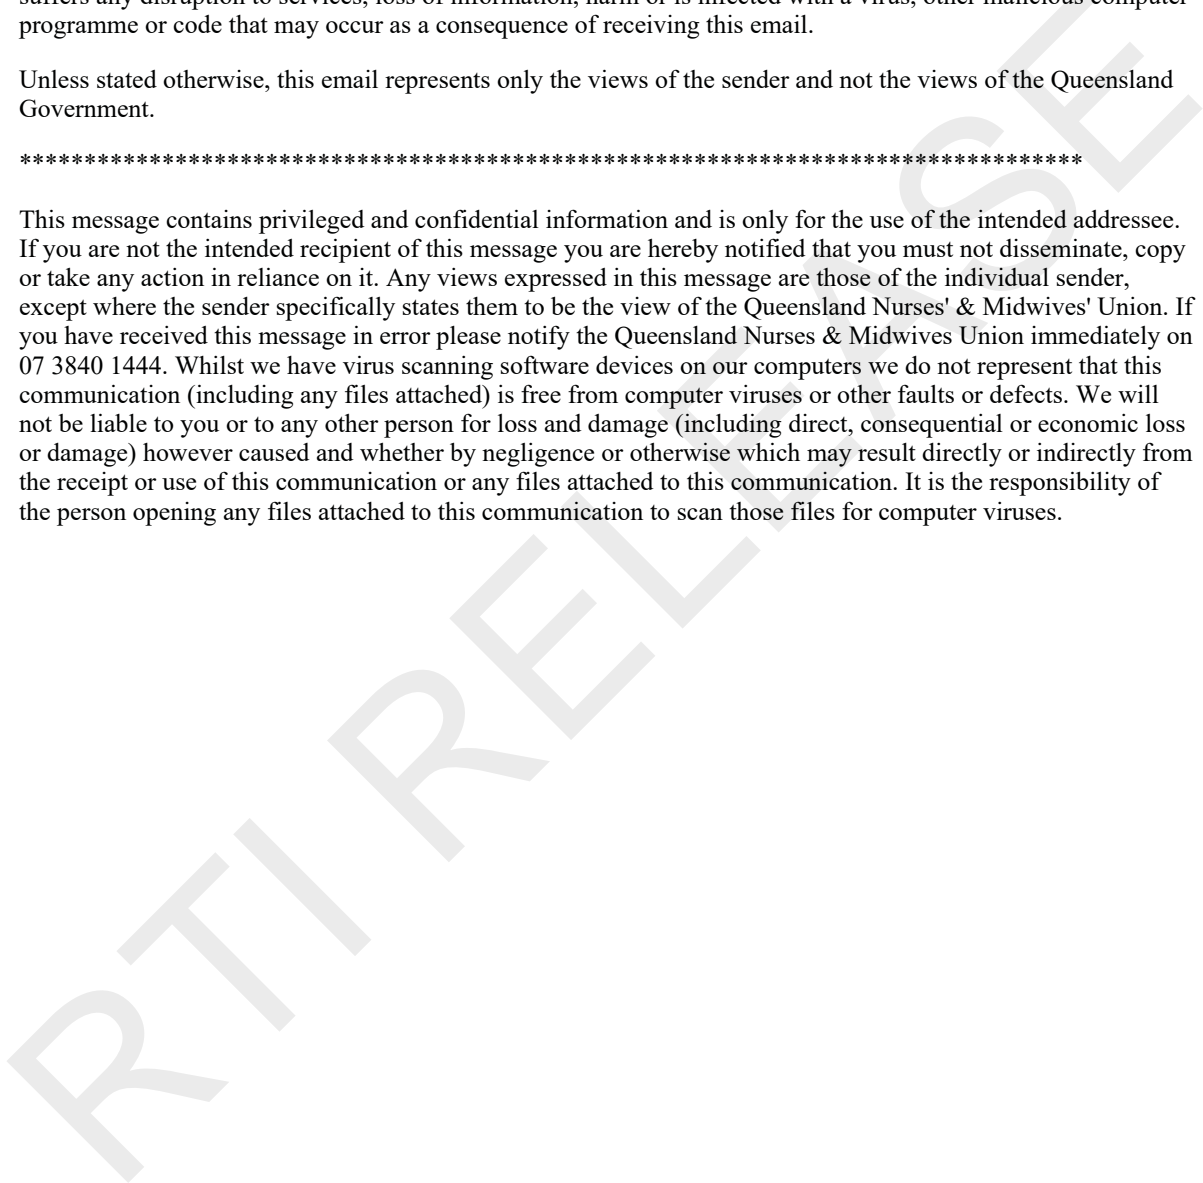 suffers any disruption to services, loss of information, harm or is infected with a virus, other malicious computer
programme or code that may occur as a consequence of receiving this email.
Unless stated otherwise, this email represents only the views of the sender and not the views of the Queensland
Government.
**********************************************************************************
This message contains privileged and confidential information and is only for the use of the intended addressee.
If you are not the intended recipient of this message you are hereby notified that you must not disseminate, copy
or take any action in reliance on it. Any views expressed in this message are those of the individual sender,
except where the sender specifically states them to be the view of the Queensland Nurses' & Midwives' Union. If
you have received this message in error please notify the Queensland Nurses & Midwives Union immediately on
07 3840 1444. Whilst we have virus scanning software devices on our computers we do not represent that this
communication (including any files attached) is free from computer viruses or other faults or defects. We will
not be liable to you or to any other person for loss and damage (including direct, consequential or economic loss
or damage) however caused and whether by negligence or otherwise which may result directly or indirectly from
the receipt or use of this communication or any files attached to this communication. It is the responsibility of
the person opening any files attached to this communication to scan those files for computer viruses.
RTI RELEASE